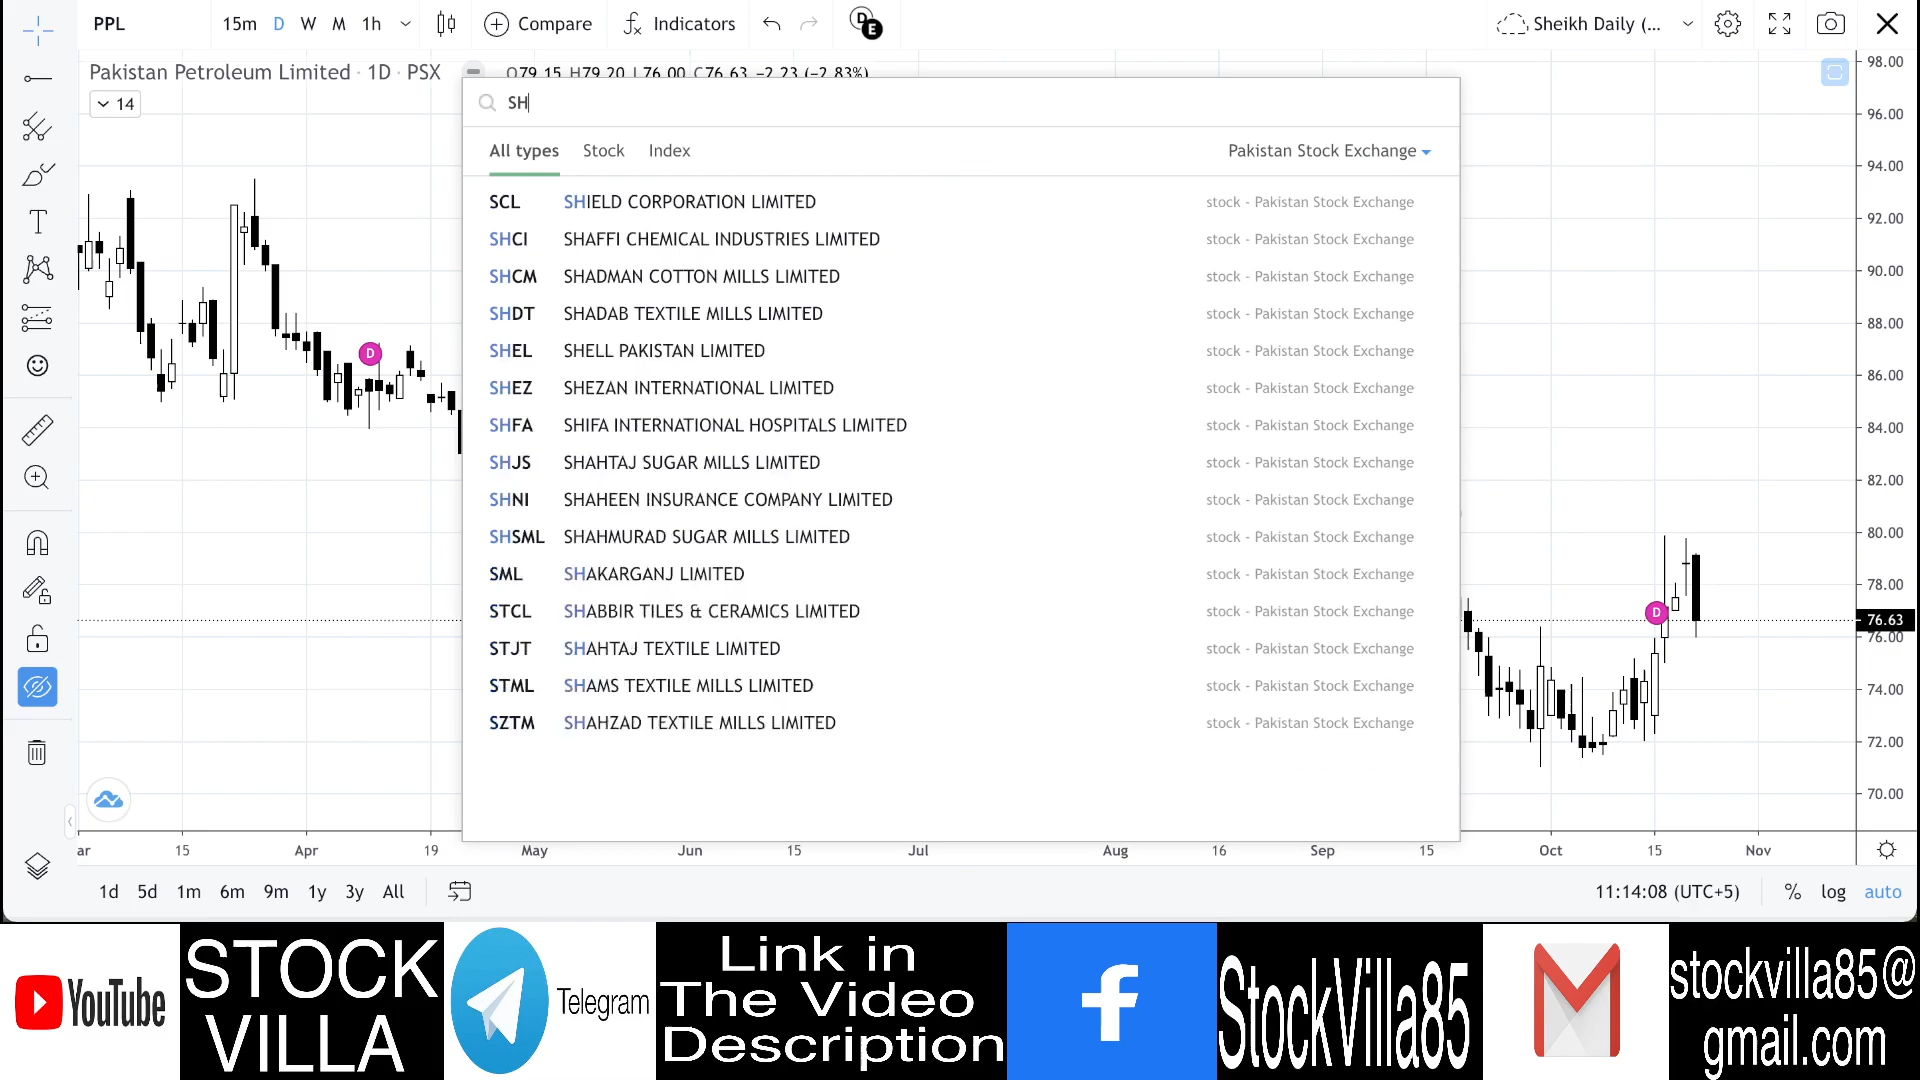 PPL 15m D W M 1h Compare Indicators D E Sheikh Daily (...
Pakistan Petroleum Limited · 1D · PSX O79.15 H79.20 L76.00 C76.63 −2.23 (−2.83%)
14
SH
All types Stock Index Pakistan Stock Exchange
SCL SHIELD CORPORATION LIMITED stock - Pakistan Stock Exchange
SHCI SHAFFI CHEMICAL INDUSTRIES LIMITED stock - Pakistan Stock Exchange
SHCM SHADMAN COTTON MILLS LIMITED stock - Pakistan Stock Exchange
SHDT SHADAB TEXTILE MILLS LIMITED stock - Pakistan Stock Exchange
SHEL SHELL PAKISTAN LIMITED stock - Pakistan Stock Exchange
SHEZ SHEZAN INTERNATIONAL LIMITED stock - Pakistan Stock Exchange
SHFA SHIFA INTERNATIONAL HOSPITALS LIMITED stock - Pakistan Stock Exchange
SHJS SHAHTAJ SUGAR MILLS LIMITED stock - Pakistan Stock Exchange
SHNI SHAHEEN INSURANCE COMPANY LIMITED stock - Pakistan Stock Exchange
SHSML SHAHMURAD SUGAR MILLS LIMITED stock - Pakistan Stock Exchange
SML SHAKARGANJ LIMITED stock - Pakistan Stock Exchange
STCL SHABBIR TILES & CERAMICS LIMITED stock - Pakistan Stock Exchange
STJT SHAHTAJ TEXTILE LIMITED stock - Pakistan Stock Exchange
STML SHAMS TEXTILE MILLS LIMITED stock - Pakistan Stock Exchange
SZTM SHAHZAD TEXTILE MILLS LIMITED stock - Pakistan Stock Exchange
D
D
98.00
96.00
94.00
92.00
90.00
88.00
86.00
84.00
82.00
80.00
78.00
76.63
76.00
74.00
72.00
70.00
ar 15 Apr 19 May Jun 15 Jul Aug 16 Sep 15 Oct 15 Nov
1d 5d 1m 6m 9m 1y 3y All 11:14:08 (UTC+5) % log auto
YouTube
STOCK
VILLA
Telegram
Link in
The Video
Description
f
StockVilla85
stockvilla85@
gmail.com